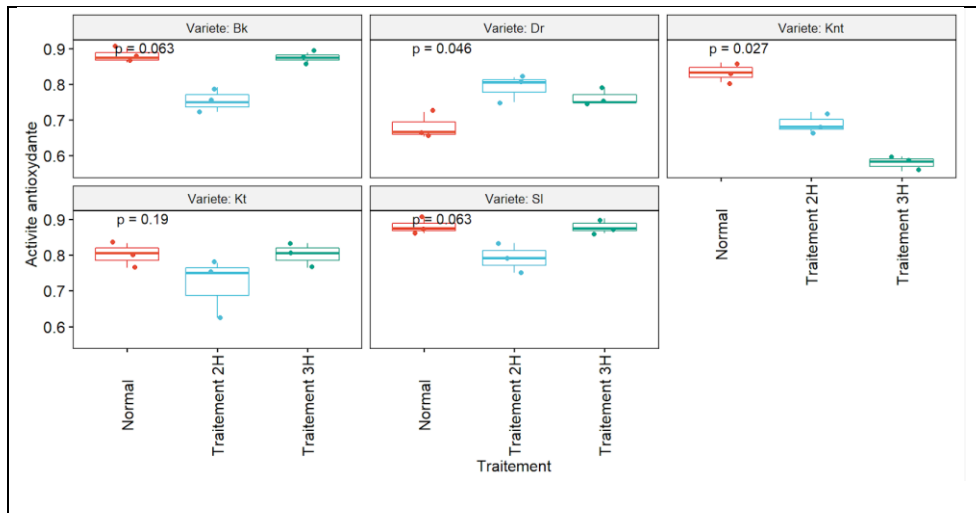 Variete: Bk
Variete: Dr
Variete: Knt
p = 0.063
p = 0.046
p = 0.027
0.9
0.8
0.7
0.6
Variete: Kt
Variete: Sl
p = 0.19
p = 0.063
0.9
0.8
0.7
0.6
Activite antioxydante
Normal
Traitement 2H
Traitement 3H
Normal
Traitement 2H
Traitement 3H
Normal
Traitement 2H
Traitement 3H
Traitement